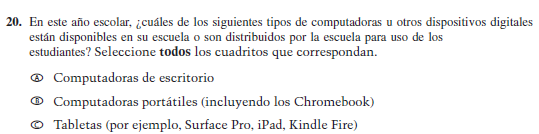 20. En este año escolar, ¿cuáles de los siguientes tipos de computadoras u otros dispositivos digitales
están disponibles en su escuela o son distribuidos por la escuela para uso de los
estudiantes? Seleccione todos los cuadritos que correspondan.
Ⓐ Computadoras de escritorio
Ⓑ Computadoras portátiles (incluyendo los Chromebook)
Ⓒ Tabletas (por ejemplo, Surface Pro, iPad, Kindle Fire)